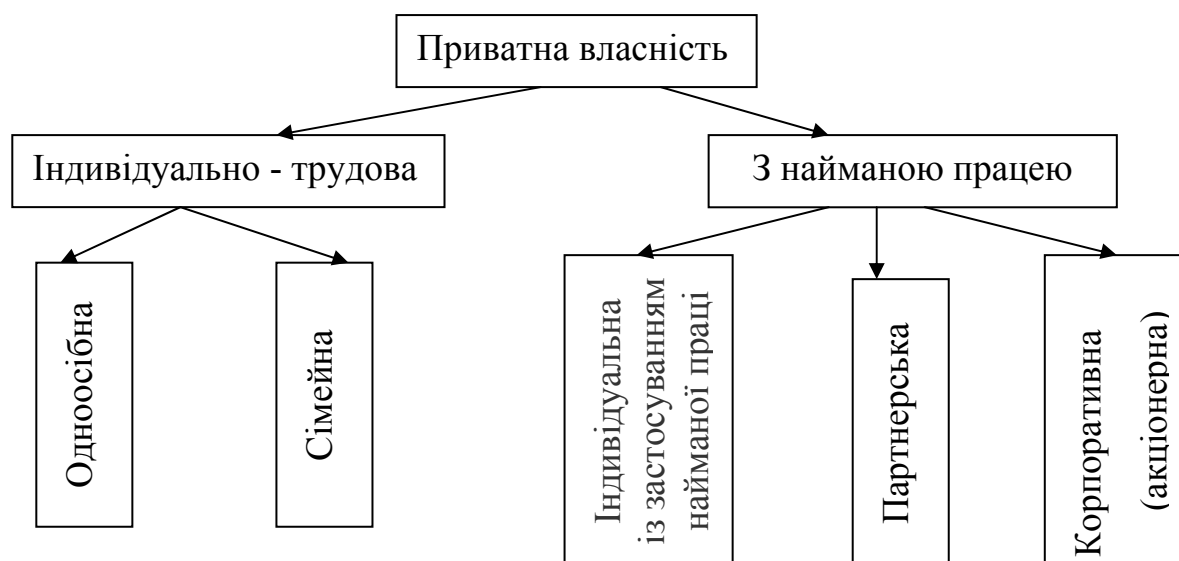 Приватна власність
Індивідуально - трудова
З найманою працею
Одноосібна
Сімейна
Індивідуальна
із застосуванням
найманої праці
Партнерська
Корпоративна
(акціонерна)